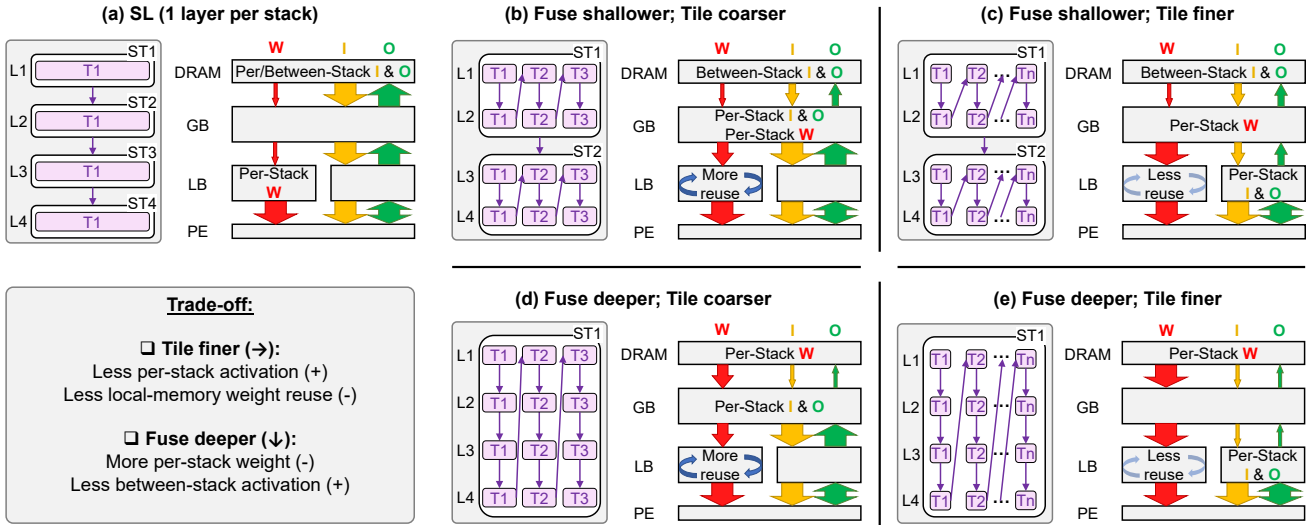 (a) SL (1 layer per stack)
ST1
L1
T1
ST2
L2
T1
ST3
L3
T1
ST4
L4
T1
W I O
DRAM
Per/Between-Stack I & O
GB
LB
Per-Stack
W
PE
(b) Fuse shallower; Tile coarser
ST1
L1
T1 T2 T3
L2
T1 T2 T3
ST2
L3
T1 T2 T3
L4
T1 T2 T3
W I O
DRAM
Between-Stack I & O
GB
Per-Stack I & O
Per-Stack W
LB
More
reuse
PE
(c) Fuse shallower; Tile finer
ST1
L1
T1 T2 ... Tn
L2
T1 T2 ... Tn
ST2
L3
T1 T2 ... Tn
L4
T1 T2 ... Tn
W I O
DRAM
Between-Stack I & O
GB
Per-Stack W
LB
Less
reuse
Per-Stack
I & O
PE
Trade-off:
❑ Tile finer (→):
Less per-stack activation (+)
Less local-memory weight reuse (-)
❑ Fuse deeper (↓):
More per-stack weight (-)
Less between-stack activation (+)
(d) Fuse deeper; Tile coarser
ST1
L1
T1 T2 T3
L2
T1 T2 T3
L3
T1 T2 T3
L4
T1 T2 T3
W I O
DRAM
Per-Stack W
GB
Per-Stack I & O
LB
More
reuse
PE
(e) Fuse deeper; Tile finer
ST1
L1
T1 T2 ... Tn
L2
T1 T2 ... Tn
L3
T1 T2 ... Tn
L4
T1 T2 ... Tn
W I O
DRAM
Per-Stack W
GB
LB
Less
reuse
Per-Stack
I & O
PE